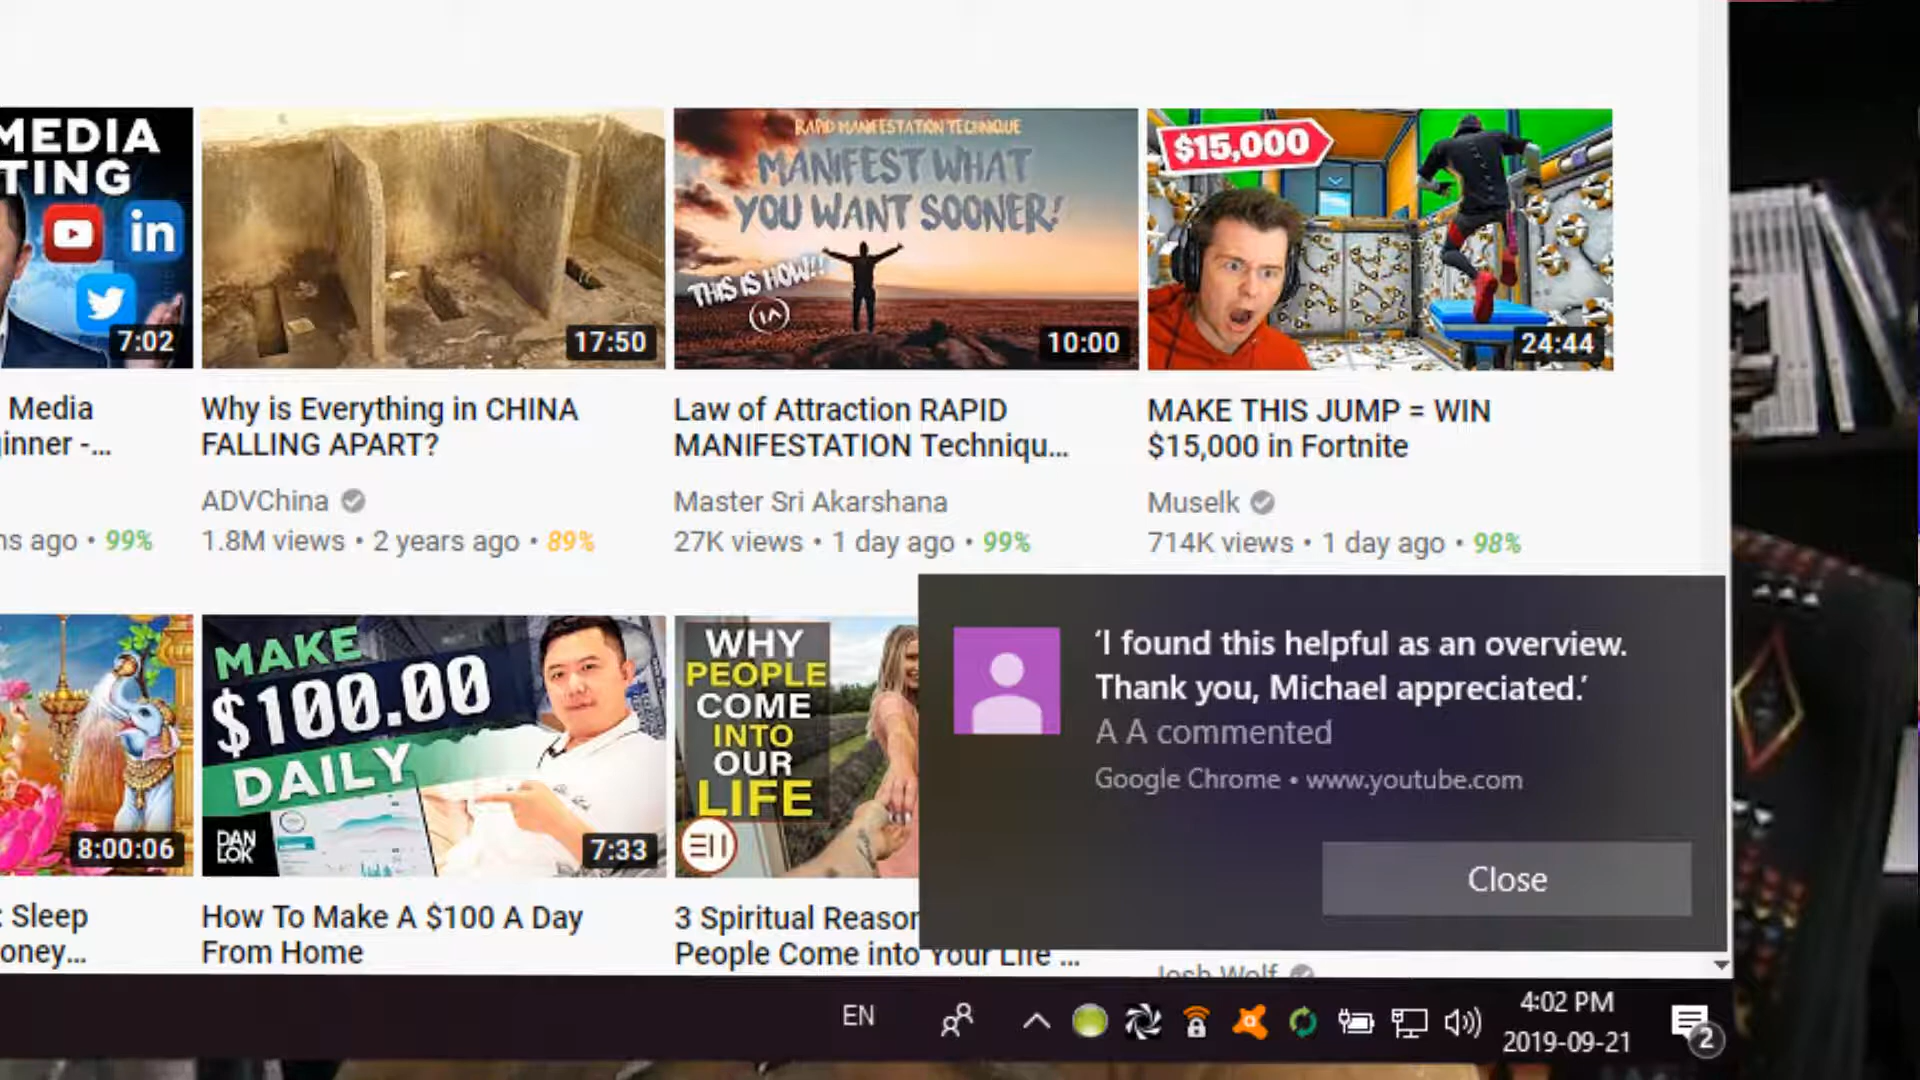 MEDIA
TING
in
7:02
17:50
RAPID MANIFESTATION TECHNIQUE
MANIFEST WHAT
YOU WANT SOONER!
THIS IS HOW!!
10:00
$15,000
24:44
Media
ginner -...
Why is Everything in CHINA
FALLING APART?
Law of Attraction RAPID
MANIFESTATION Techniqu...
MAKE THIS JUMP = WIN
$15,000 in Fortnite
ADVChina
Master Sri Akarshana
Muselk
ns ago • 99%
1.8M views • 2 years ago • 89%
27K views • 1 day ago • 99%
714K views • 1 day ago • 98%
8:00:06
MAKE
$100.00
DAILY
DAN
LOK
7:33
WHY
PEOPLE
COME
INTO
OUR
LIFE
‘I found this helpful as an overview.
Thank you, Michael appreciated.’
A A commented
Google Chrome • www.youtube.com
Close
: Sleep
oney...
How To Make A $100 A Day
From Home
3 Spiritual Reason
People Come into Your Life ...
Josh Wolf
EN
4:02 PM
2019-09-21
2